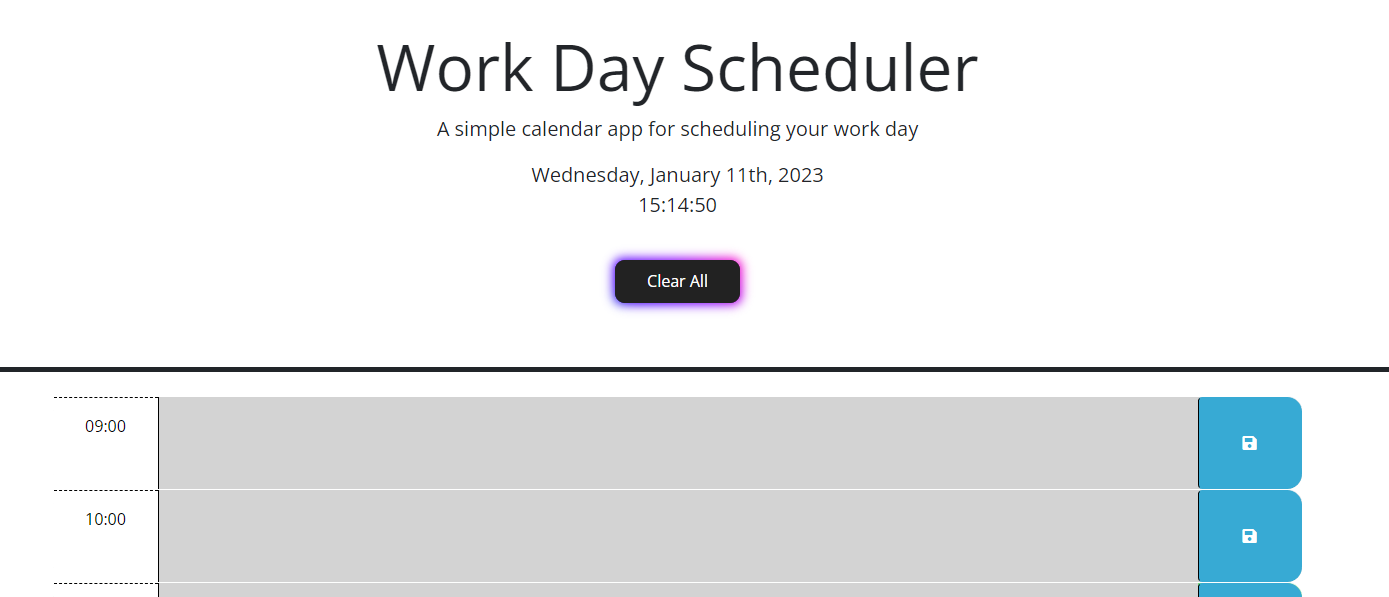 Work Day Scheduler
A simple calendar app for scheduling your work day
Wednesday, January 11th, 2023
15:14:50
Clear All
09:00
10:00